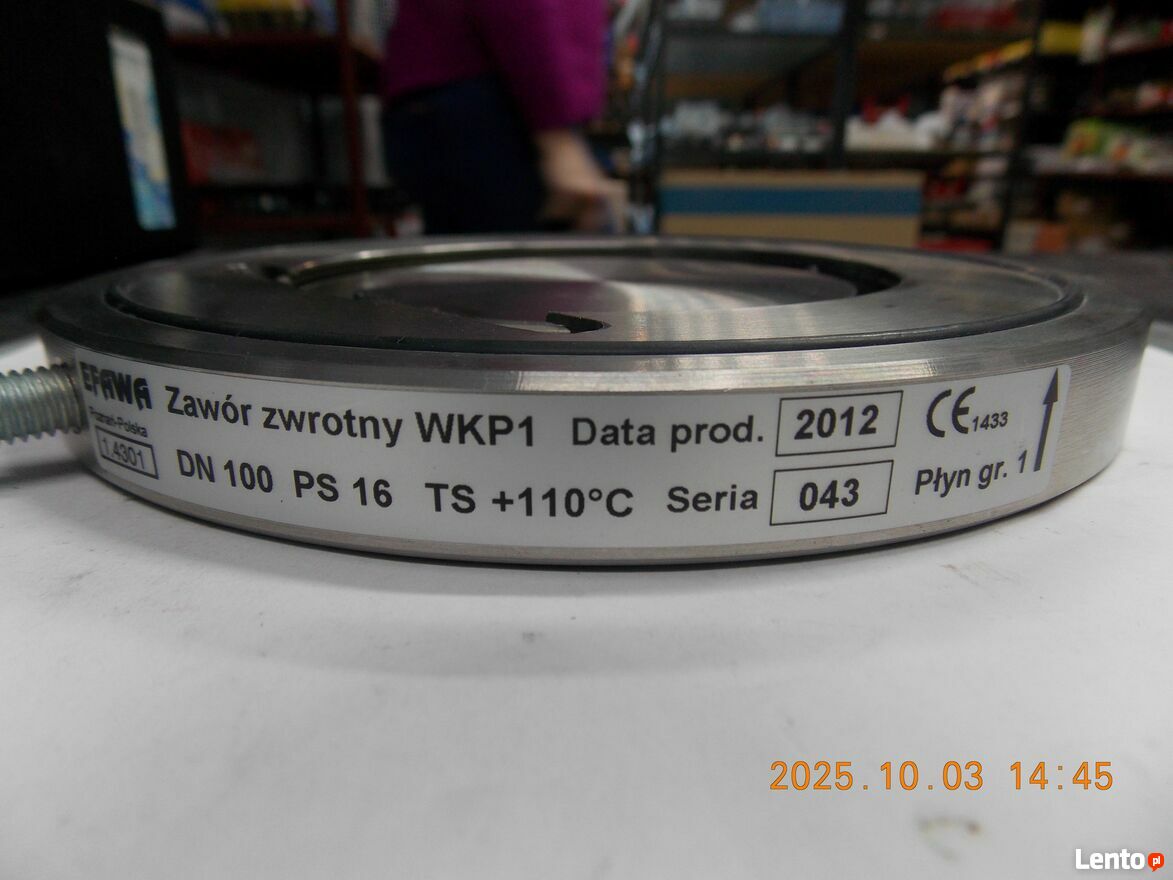 EFAWA Zawór zwrotny WKP1 Data prod. 2012 CE 1433
Poznań-Polska
1.4301 DN 100 PS 16 TS +110°C Seria 043 Płyn gr. 1
2025.10.03 14:45
Lento.pl